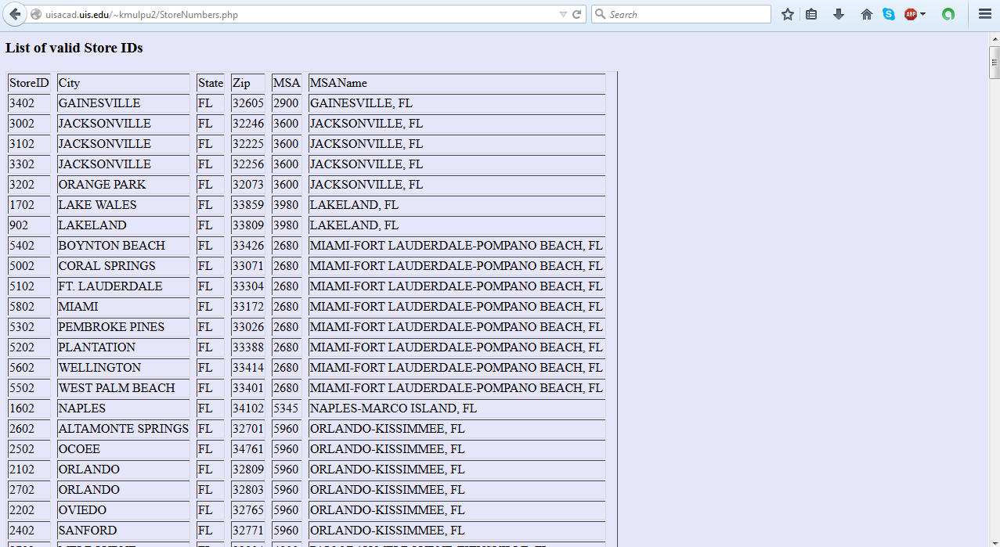 uisacad.uis.edu/~kmulpu2/StoreNumbers.php Search ABP
List of valid Store IDs
StoreID City State Zip MSA MSAName
3402 GAINESVILLE FL 32605 2900 GAINESVILLE, FL
3002 JACKSONVILLE FL 32246 3600 JACKSONVILLE, FL
3102 JACKSONVILLE FL 32225 3600 JACKSONVILLE, FL
3302 JACKSONVILLE FL 32256 3600 JACKSONVILLE, FL
3202 ORANGE PARK FL 32073 3600 JACKSONVILLE, FL
1702 LAKE WALES FL 33859 3980 LAKELAND, FL
902 LAKELAND FL 33809 3980 LAKELAND, FL
5402 BOYNTON BEACH FL 33426 2680 MIAMI-FORT LAUDERDALE-POMPANO BEACH, FL
5002 CORAL SPRINGS FL 33071 2680 MIAMI-FORT LAUDERDALE-POMPANO BEACH, FL
5102 FT. LAUDERDALE FL 33304 2680 MIAMI-FORT LAUDERDALE-POMPANO BEACH, FL
5802 MIAMI FL 33172 2680 MIAMI-FORT LAUDERDALE-POMPANO BEACH, FL
5302 PEMBROKE PINES FL 33026 2680 MIAMI-FORT LAUDERDALE-POMPANO BEACH, FL
5202 PLANTATION FL 33388 2680 MIAMI-FORT LAUDERDALE-POMPANO BEACH, FL
5602 WELLINGTON FL 33414 2680 MIAMI-FORT LAUDERDALE-POMPANO BEACH, FL
5502 WEST PALM BEACH FL 33401 2680 MIAMI-FORT LAUDERDALE-POMPANO BEACH, FL
1602 NAPLES FL 34102 5345 NAPLES-MARCO ISLAND, FL
2602 ALTAMONTE SPRINGS FL 32701 5960 ORLANDO-KISSIMMEE, FL
2502 OCOEE FL 34761 5960 ORLANDO-KISSIMMEE, FL
2102 ORLANDO FL 32809 5960 ORLANDO-KISSIMMEE, FL
2702 ORLANDO FL 32803 5960 ORLANDO-KISSIMMEE, FL
2202 OVIEDO FL 32765 5960 ORLANDO-KISSIMMEE, FL
2402 SANFORD FL 32771 5960 ORLANDO-KISSIMMEE, FL